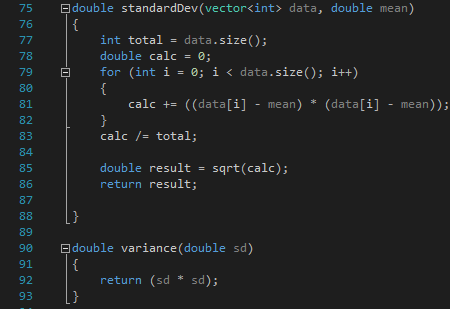 75 double standardDev(vector<int> data, double mean)
76 {
77     int total = data.size();
78     double calc = 0;
79     for (int i = 0; i < data.size(); i++)
80     {
81         calc += ((data[i] - mean) * (data[i] - mean));
82     }
83     calc /= total;
84
85     double result = sqrt(calc);
86     return result;
87
88 }
89
90 double variance(double sd)
91 {
92     return (sd * sd);
93 }